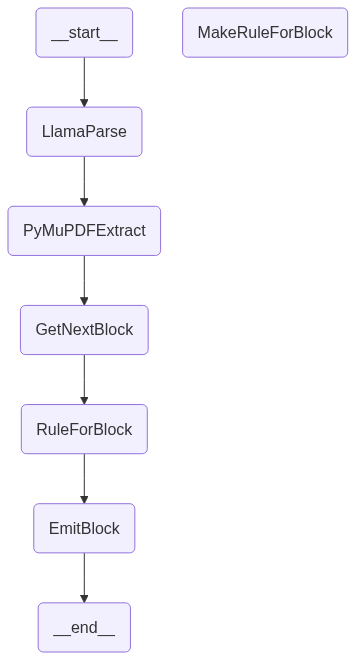 __start__
MakeRuleForBlock
LlamaParse
PyMuPDFExtract
GetNextBlock
RuleForBlock
EmitBlock
__end__